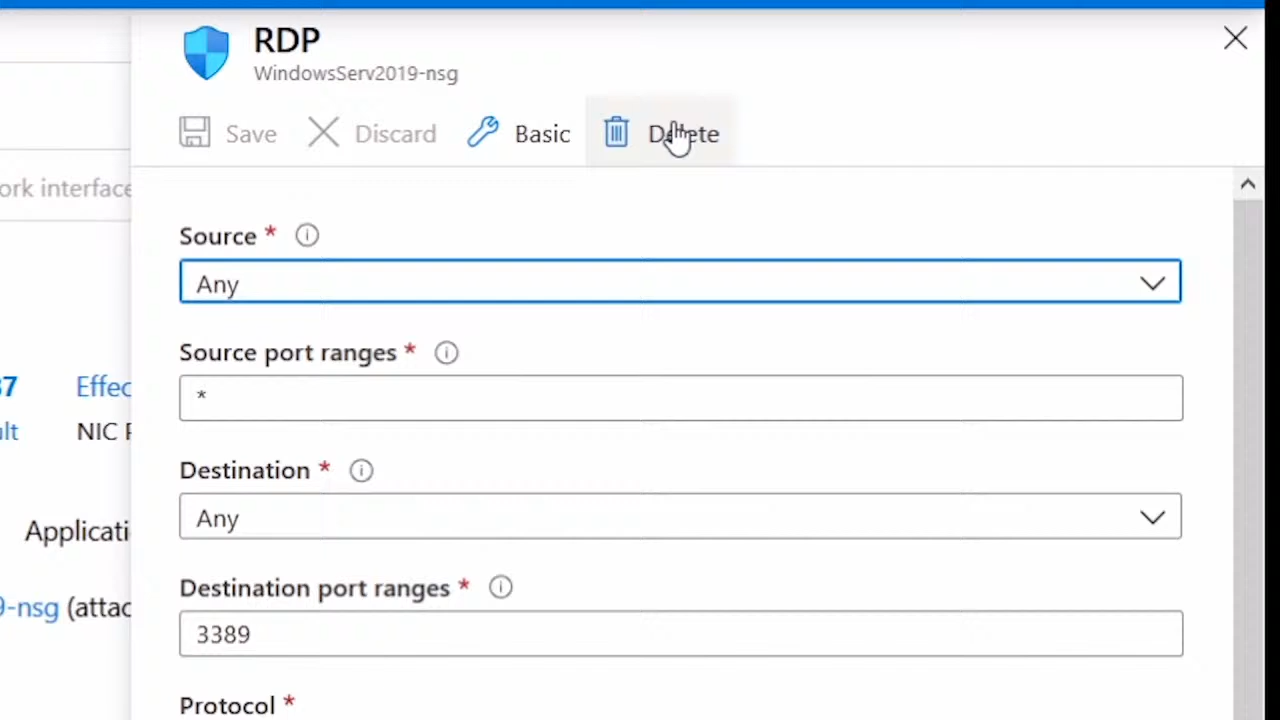 RDP
WindowsServ2019-nsg
Save Discard Basic Delete
ork interface
Source *
Any
Source port ranges *
*
Effec
Destination *
NIC
Any
Applicati
Destination port ranges *
9-nsg (attac
3389
Protocol *